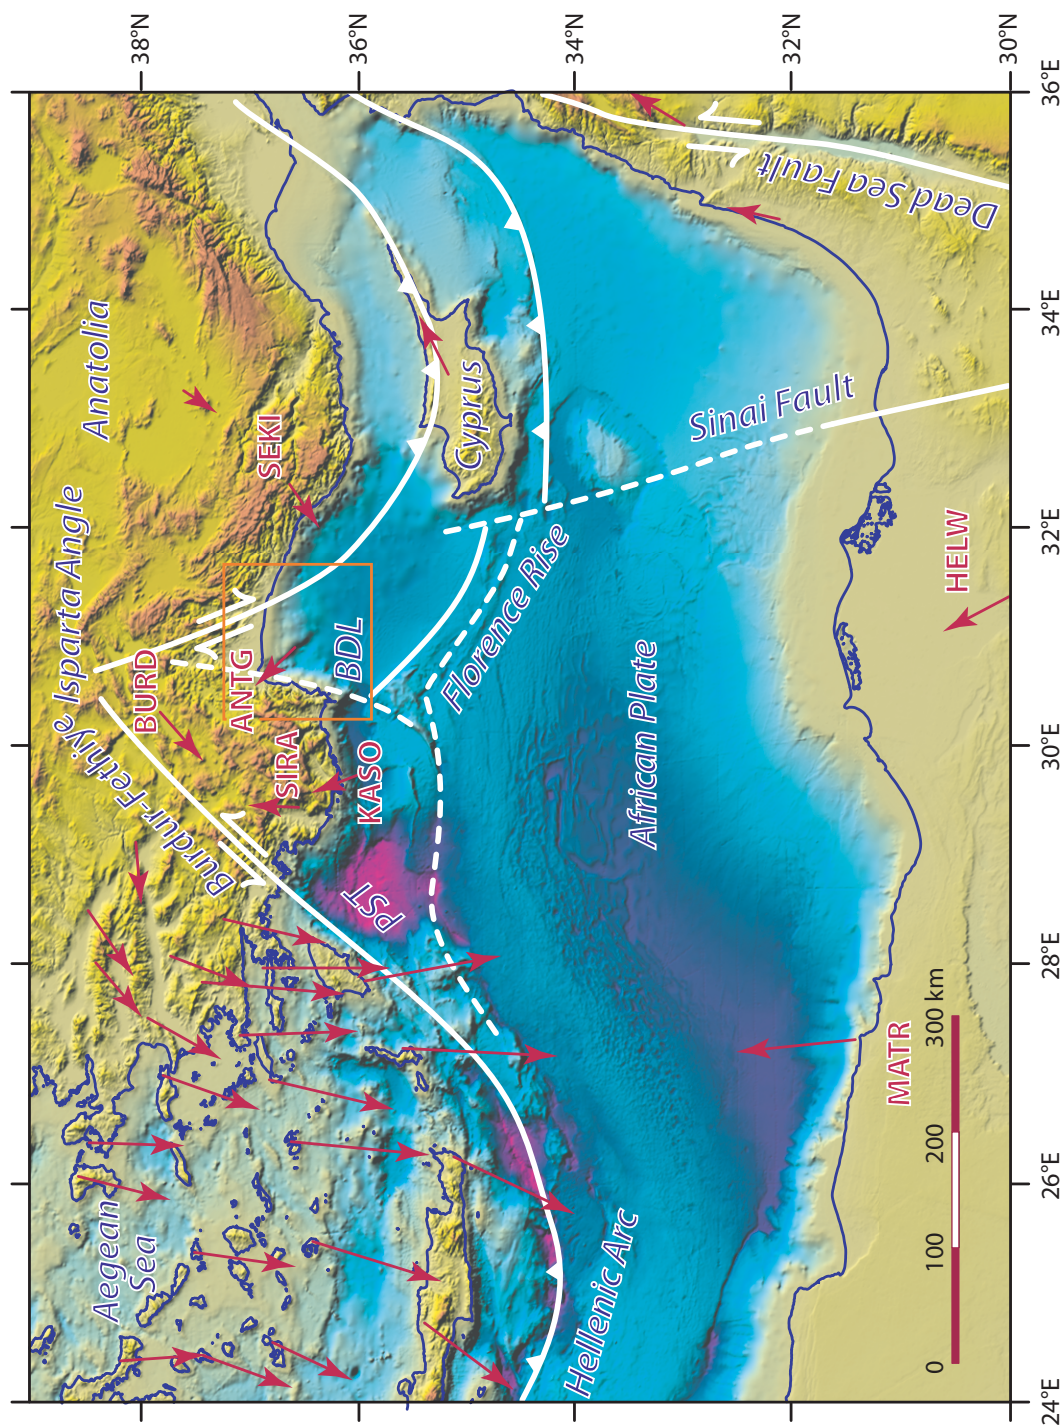 38°N
36°N
34°N
32°N
30°N
24°E
26°E
28°E
30°E
32°E
34°E
36°E
Aegean
Sea
Burdur-Fethiye
Isparta Angle
Anatolia
BURD
ANTG
SIRA
KASO
SEKI
BDL
PST
Cyprus
Florence Rise
Hellenic Arc
African Plate
Sinai Fault
Dead Sea Fault
MATR
HELW
0
100
200
300 km